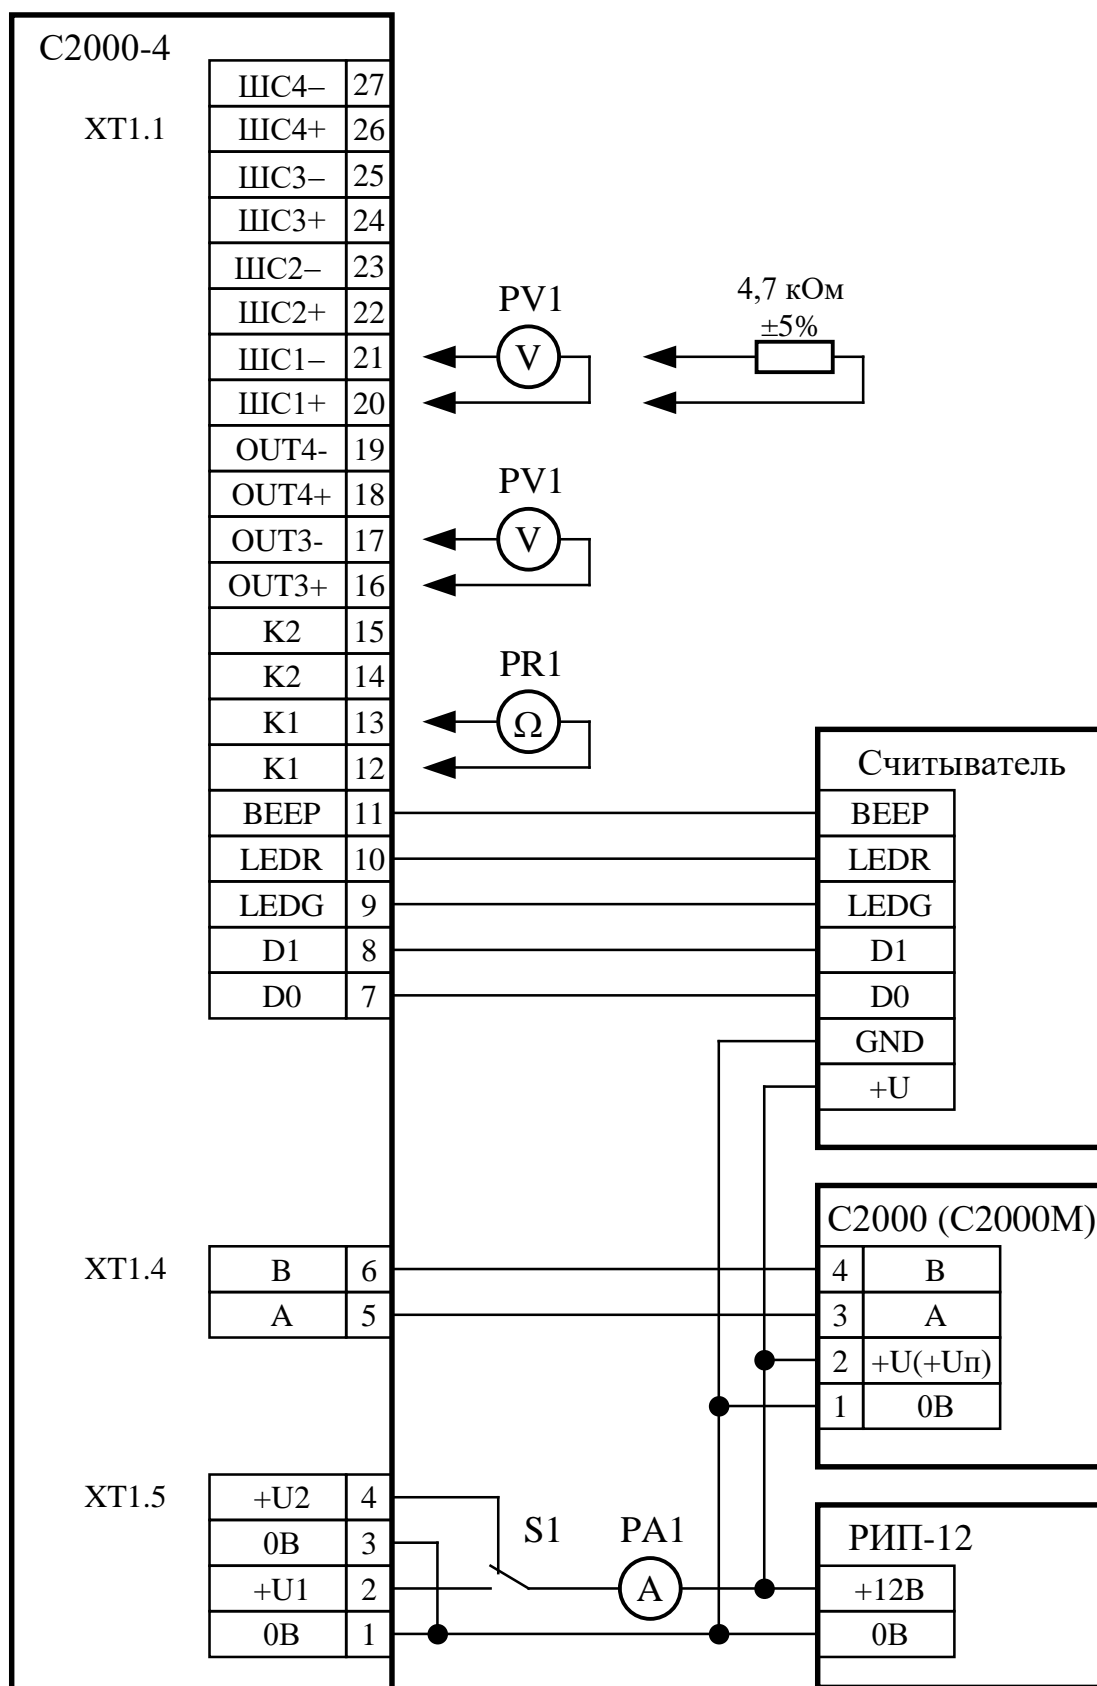 С2000-4
ШС4– 27
XT1.1 ШС4+ 26
ШС3– 25
ШС3+ 24
ШС2– 23
ШС2+ 22
ШС1– 21
ШС1+ 20
OUT4- 19
OUT4+ 18
OUT3- 17
OUT3+ 16
K2 15
K2 14
K1 13
K1 12
BEEP 11
LEDR 10
LEDG 9
D1 8
D0 7
PV1
V
4,7 кОм
±5%
PV1
V
PR1
Ω
Считыватель
BEEP
LEDR
LEDG
D1
D0
GND
+U
XT1.4 B 6
A 5
С2000 (С2000М)
4 B
3 A
2 +U(+Uп)
1 0В
XT1.5 +U2 4
0В 3
+U1 2
0В 1
S1
PA1
A
РИП-12
+12В
0В